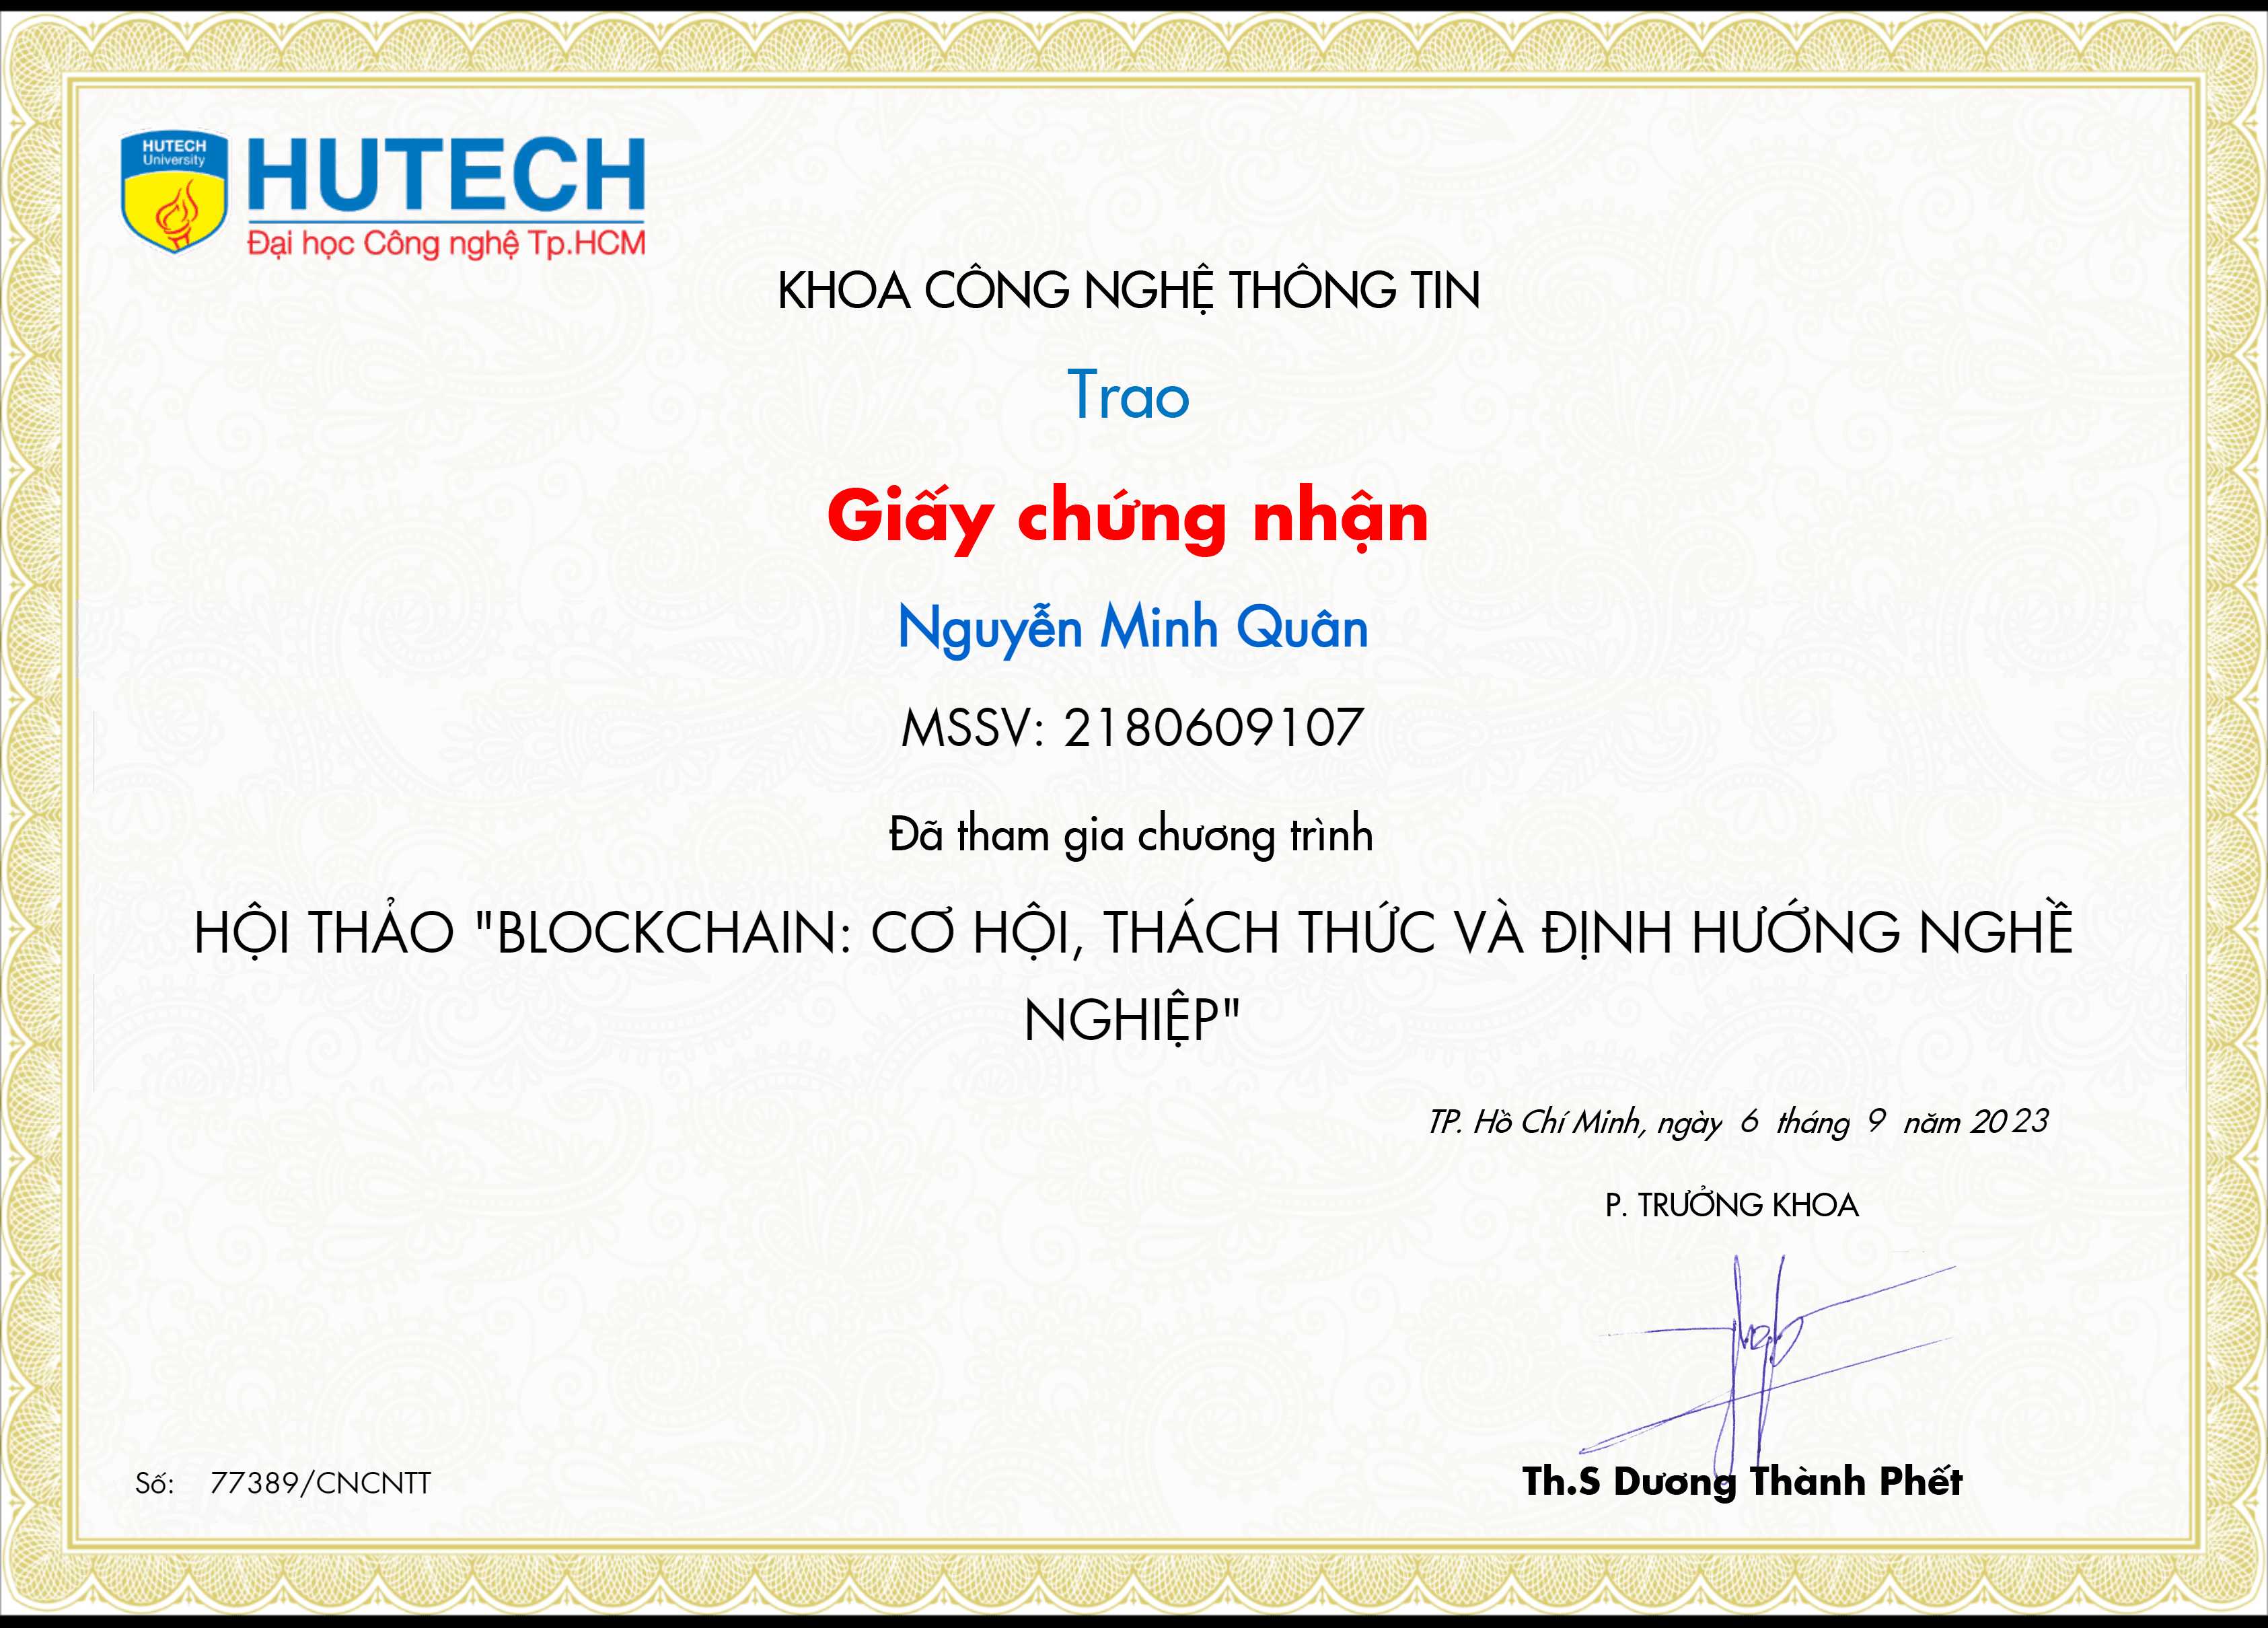 HUTECH
University
HUTECH
Đại học Công nghệ Tp.HCM
KHOA CÔNG NGHỆ THÔNG TIN
Trao
Giấy chứng nhận
Nguyễn Minh Quân
MSSV: 2180609107
Đã tham gia chương trình
HỘI THẢO "BLOCKCHAIN: CƠ HỘI, THÁCH THỨC VÀ ĐỊNH HƯỚNG NGHỀ
NGHIỆP"
TP. Hồ Chí Minh, ngày 6 tháng 9 năm 2023
P. TRƯỞNG KHOA
Th.S Dương Thành Phết
Số: 77389/CNCNTT